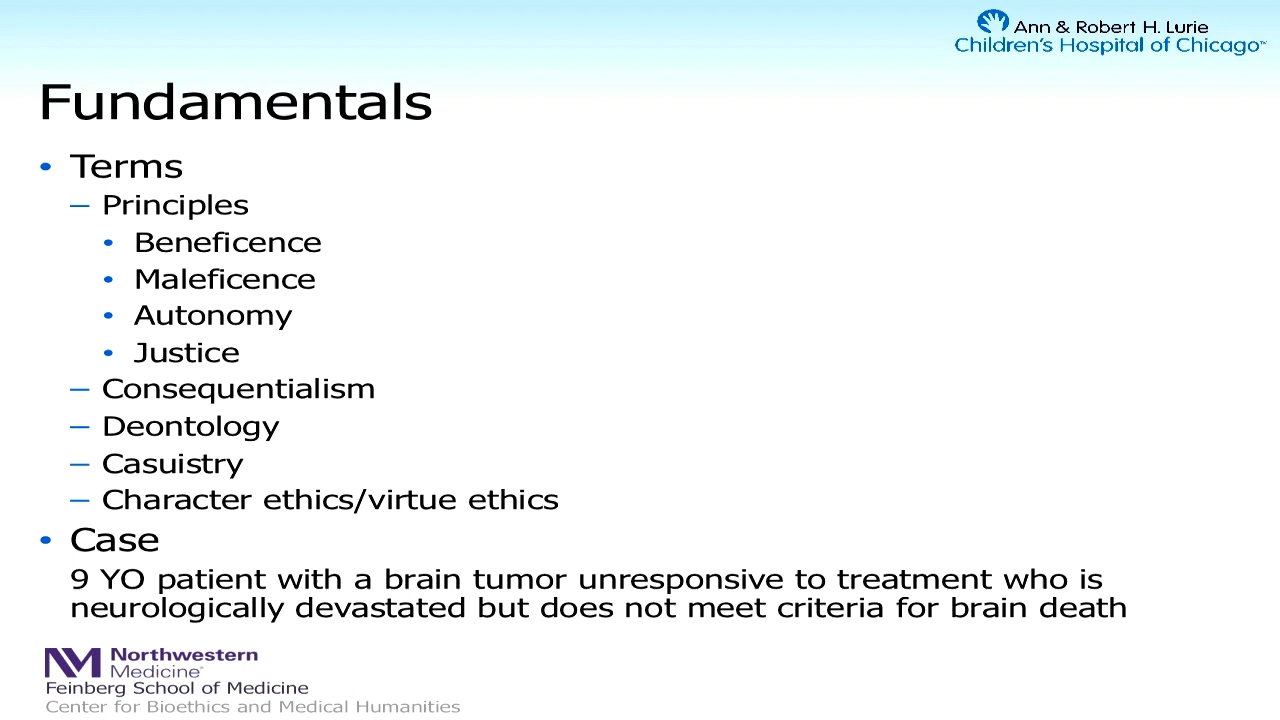 Ann & Robert H. Lurie
Children's Hospital of Chicago™
Fundamentals
• Terms
– Principles
• Beneficence
• Maleficence
• Autonomy
• Justice
– Consequentialism
– Deontology
– Casuistry
– Character ethics/virtue ethics
• Case
9 YO patient with a brain tumor unresponsive to treatment who is
neurologically devastated but does not meet criteria for brain death
Northwestern
Medicine®
Feinberg School of Medicine
Center for Bioethics and Medical Humanities